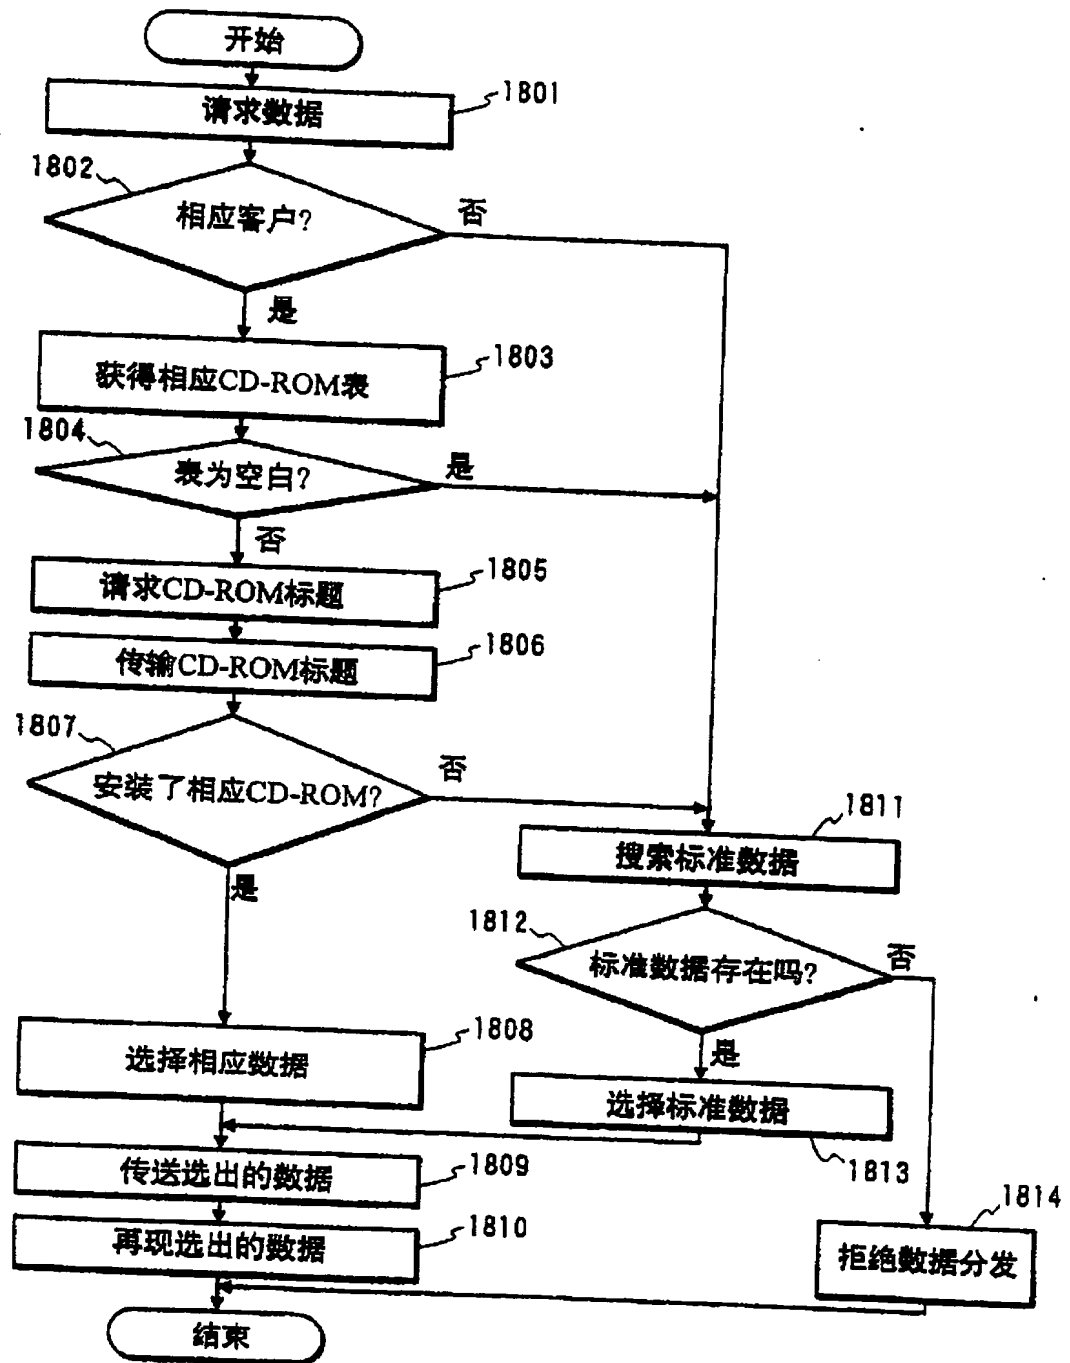 开始
请求数据
1801
1802
相应客户?
否
是
获得相应CD-ROM表
1803
1804
表为空白?
是
否
请求CD-ROM标题
1805
传输CD-ROM标题
1806
1807
安装了相应CD-ROM?
否
是
1811
搜索标准数据
1812
标准数据存在吗?
否
是
选择相应数据
1808
选择标准数据
1813
传送选出的数据
1809
再现选出的数据
1810
1814
拒绝数据分发
结束